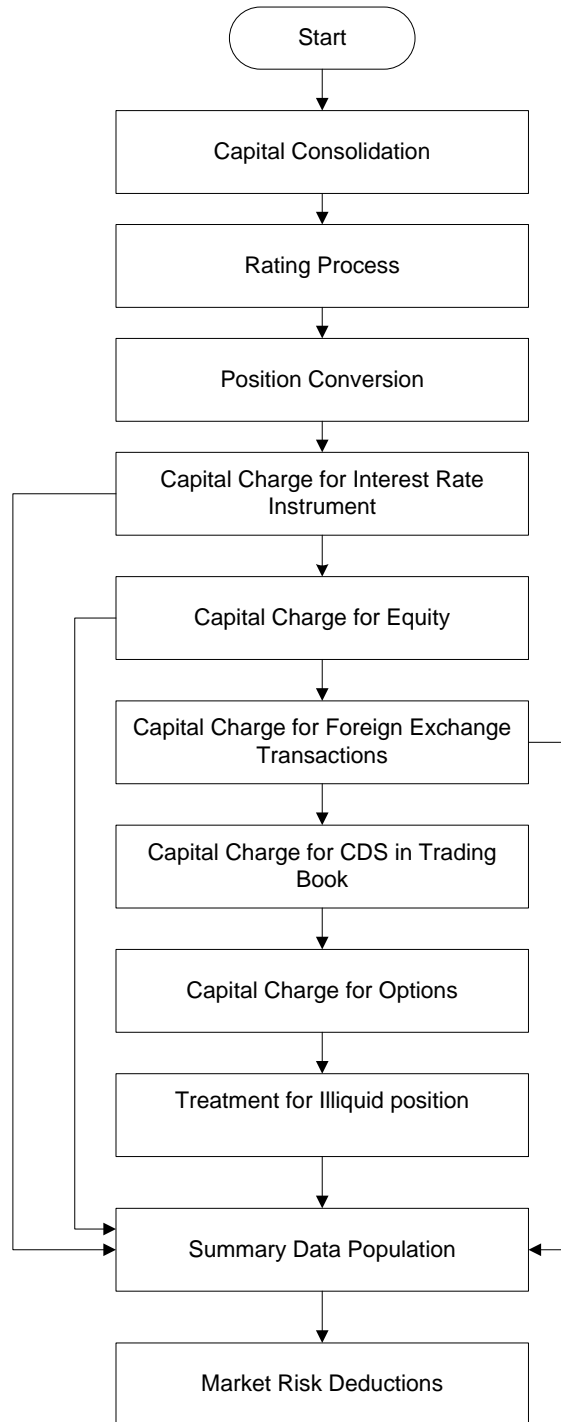 Start
Capital Consolidation
Rating Process
Position Conversion
Capital Charge for Interest Rate
Instrument
Capital Charge for Equity
Capital Charge for Foreign Exchange
Transactions
Capital Charge for CDS in Trading
Book
Capital Charge for Options
Treatment for Illiquid position
Summary Data Population
Market Risk Deductions